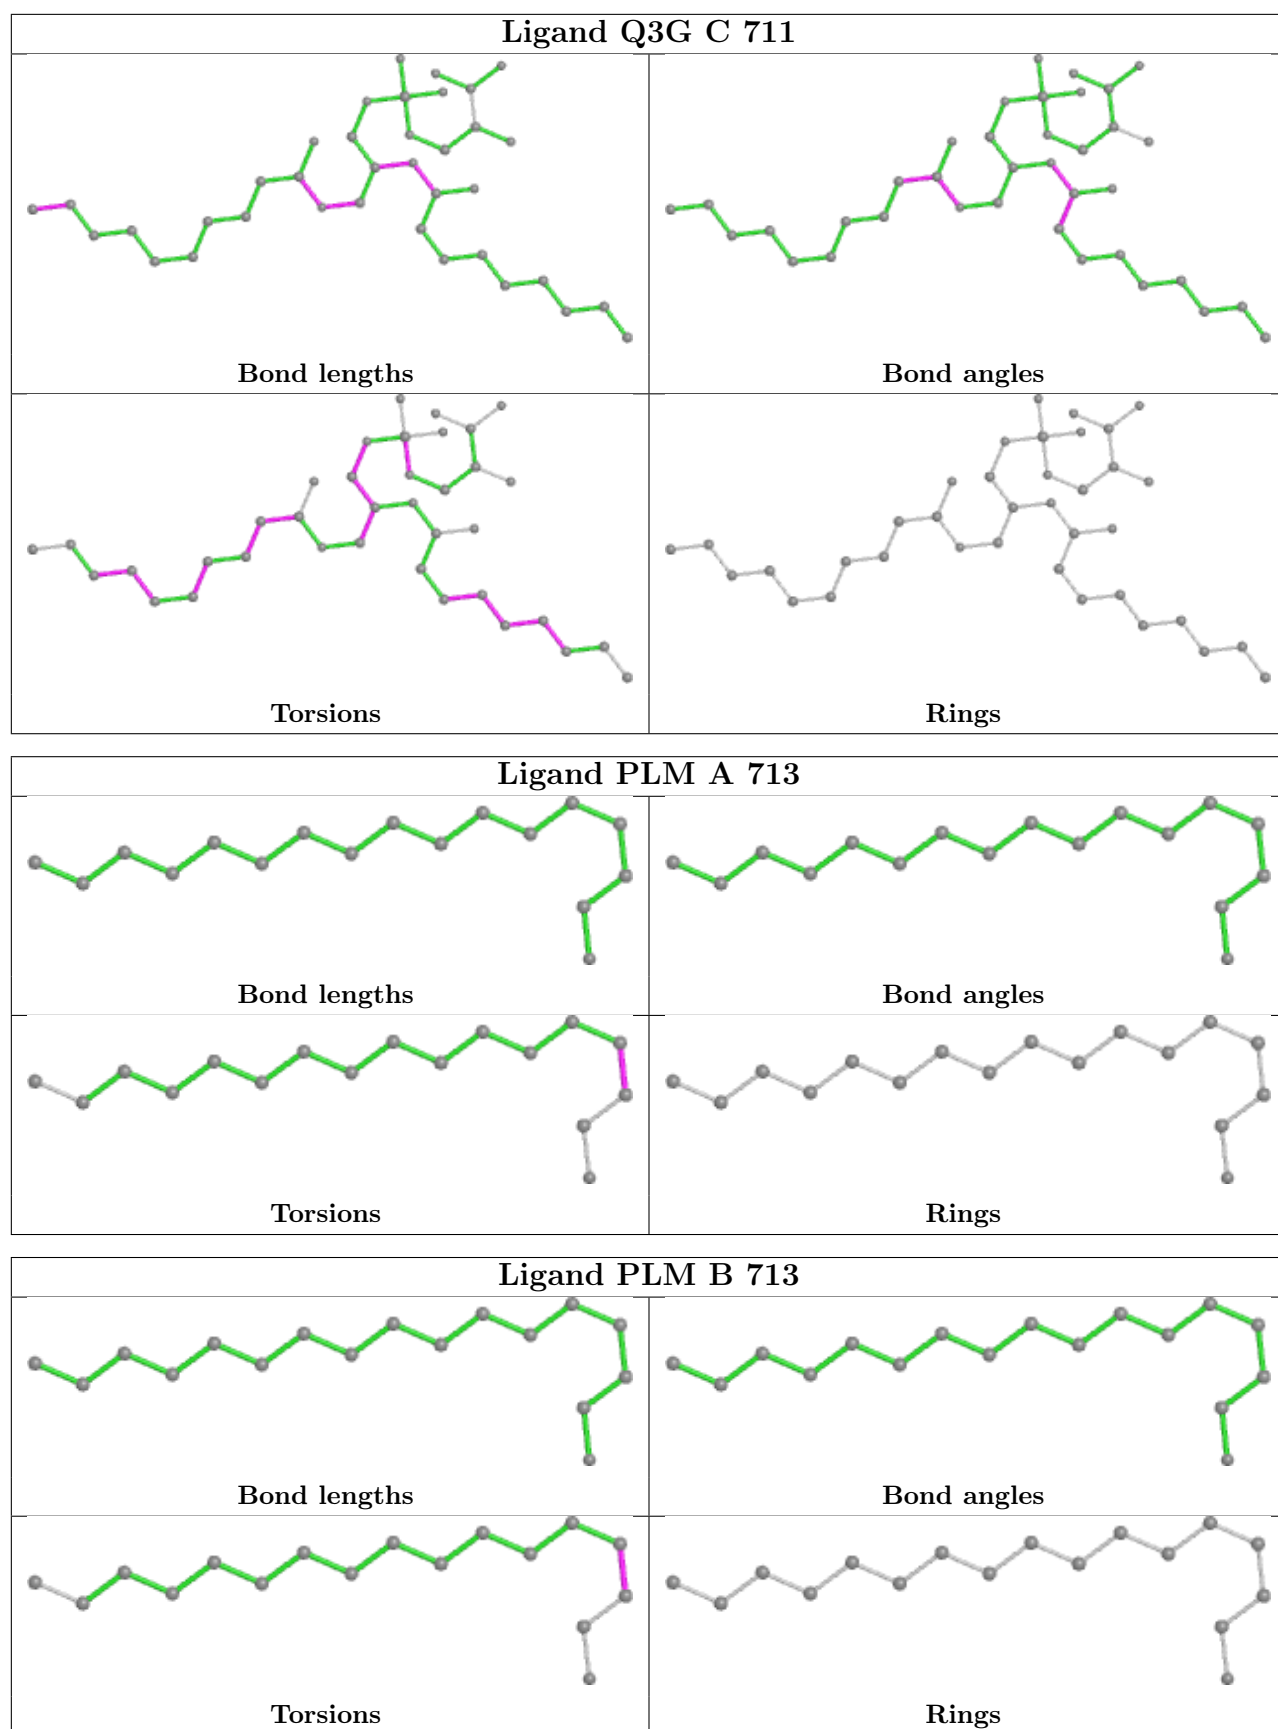 Ligand Q3G C 711
Bond lengths
Bond angles
Torsions
Rings
Ligand PLM A 713
Bond lengths
Bond angles
Torsions
Rings
Ligand PLM B 713
Bond lengths
Bond angles
Torsions
Rings